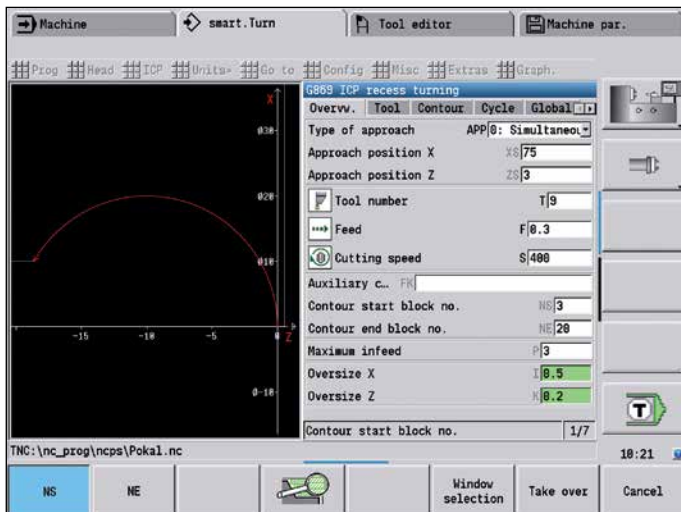 Machine
smart.Turn
Tool editor
Machine par.
Prog Head ICP Units» Go to Config Misc Extras Graph.
G869 ICP recess turning
Overvw. Tool Contour Cycle Global
Type of approach APP 0: Simultaneou
Approach position X XS 75
Approach position Z ZS 3
Tool number T 9
Feed F 0.3
Cutting speed S 400
Auxiliary c… FK
Contour start block no. NS 3
Contour end block no. NE 20
Maximum infeed P 3
Oversize X I 0.5
Oversize Z K 0.2
Contour start block no. 1/7
X
ø30
ø20
ø10
-15 -10 -5 0 Z
ø-10
T
TNC:\nc_prog\ncps\Pokal.nc
10:21
NS
NE
Window selection
Take over
Cancel